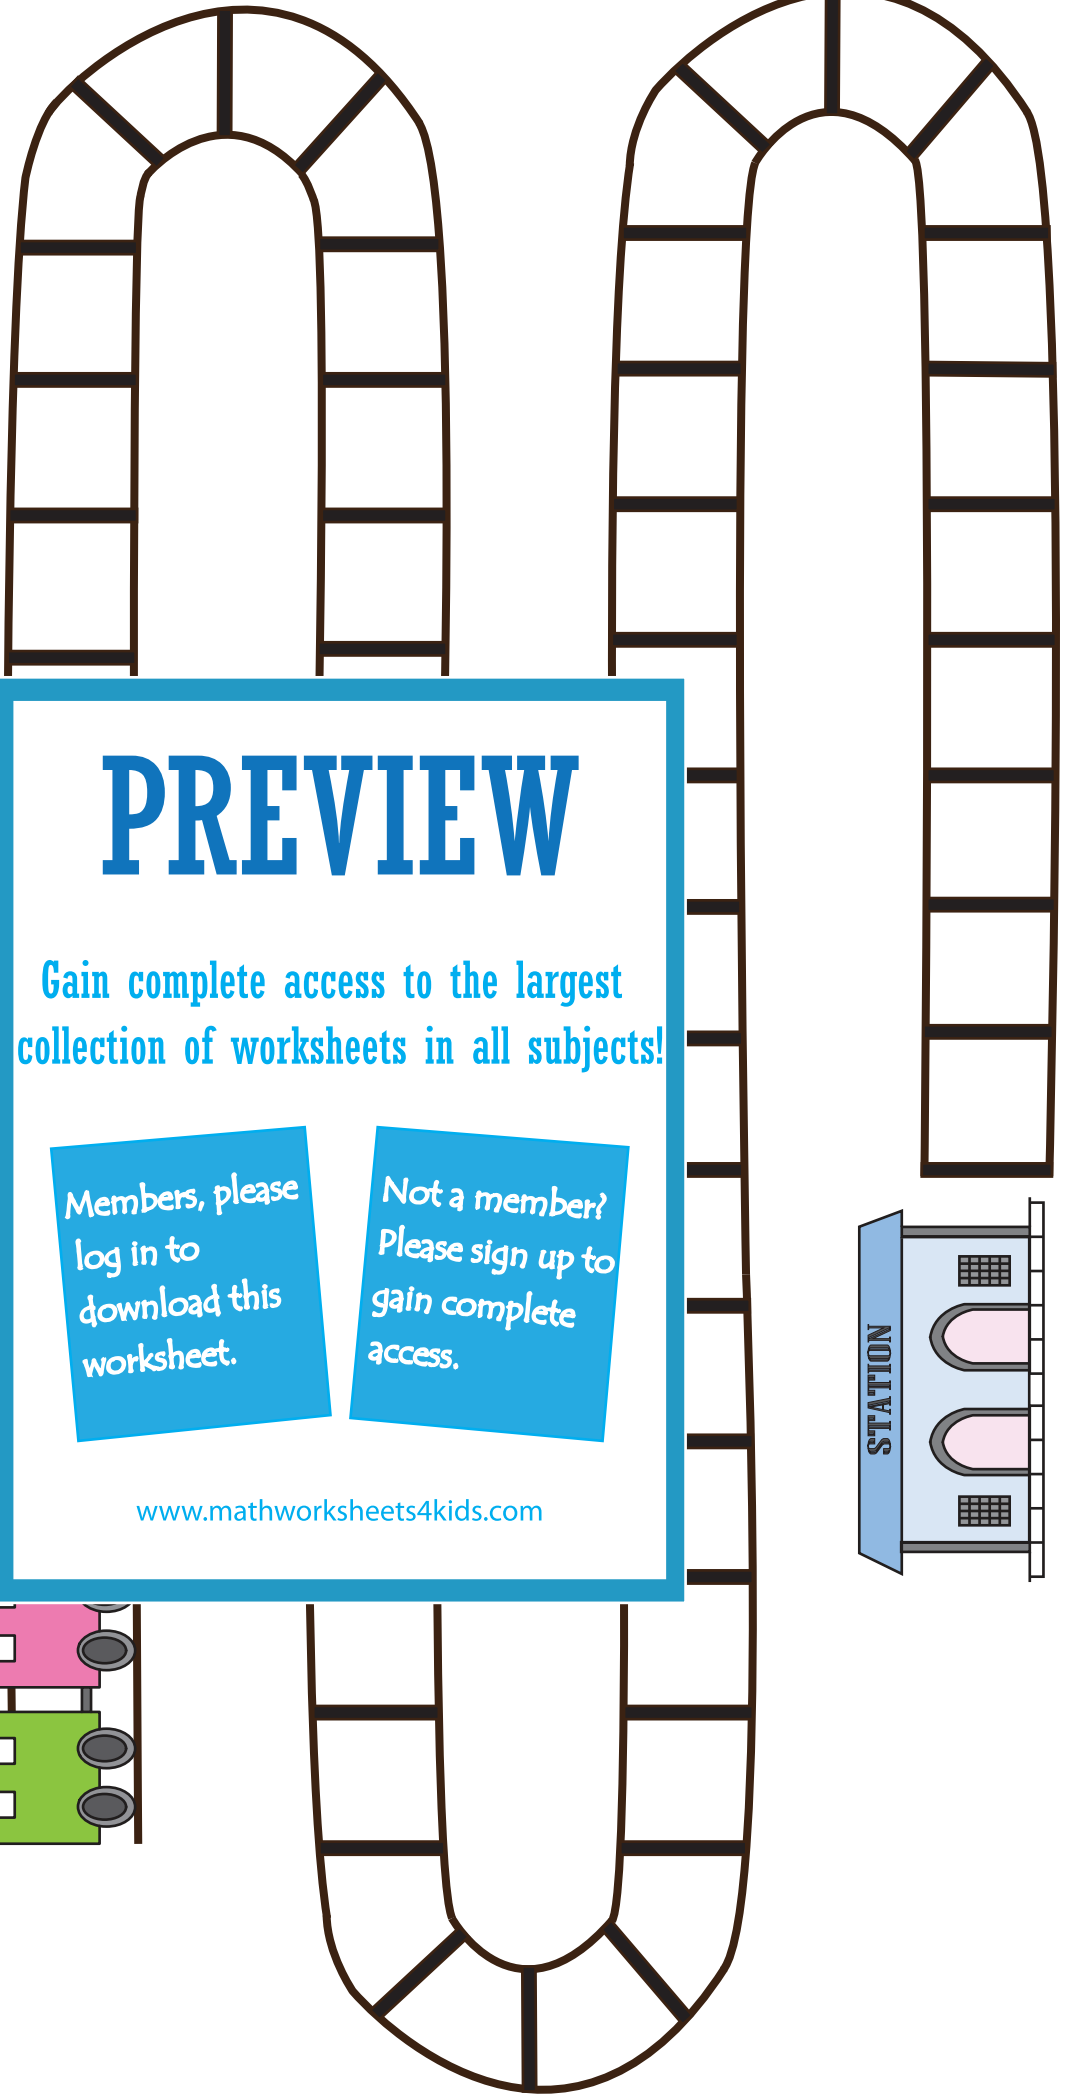 PREVIEW
Gain complete access to the largest
collection of worksheets in all subjects!
Members, please
log in to
download this
worksheet.
Not a member?
Please sign up to
gain complete
access.
www.mathworksheets4kids.com
STATION